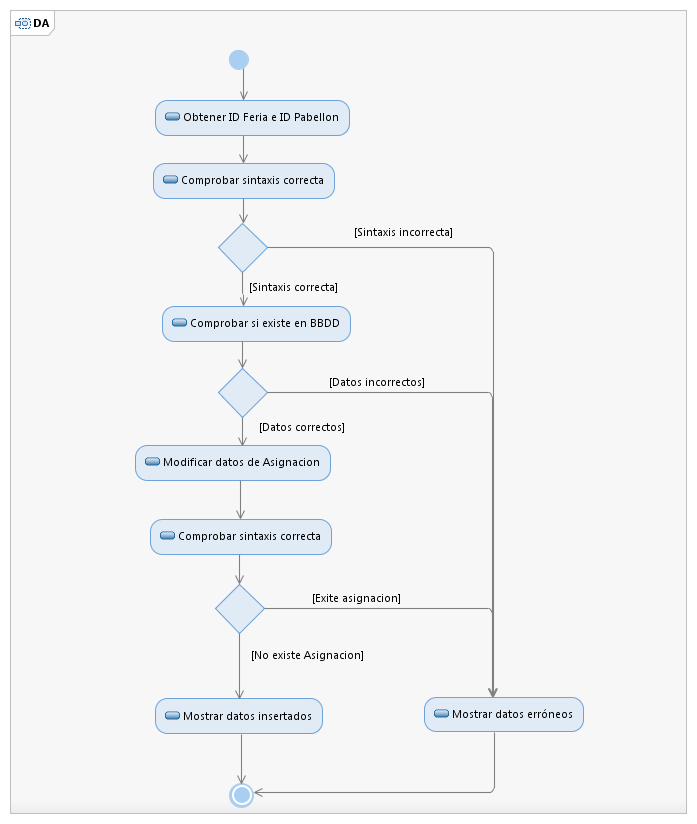 DA
Obtener ID Feria e ID Pabellon
Comprobar sintaxis correcta
[Sintaxis incorrecta]
[Sintaxis correcta]
Comprobar si existe en BBDD
[Datos incorrectos]
[Datos correctos]
Modificar datos de Asignacion
Comprobar sintaxis correcta
[Exite asignacion]
[No existe Asignacion]
Mostrar datos insertados
Mostrar datos erróneos